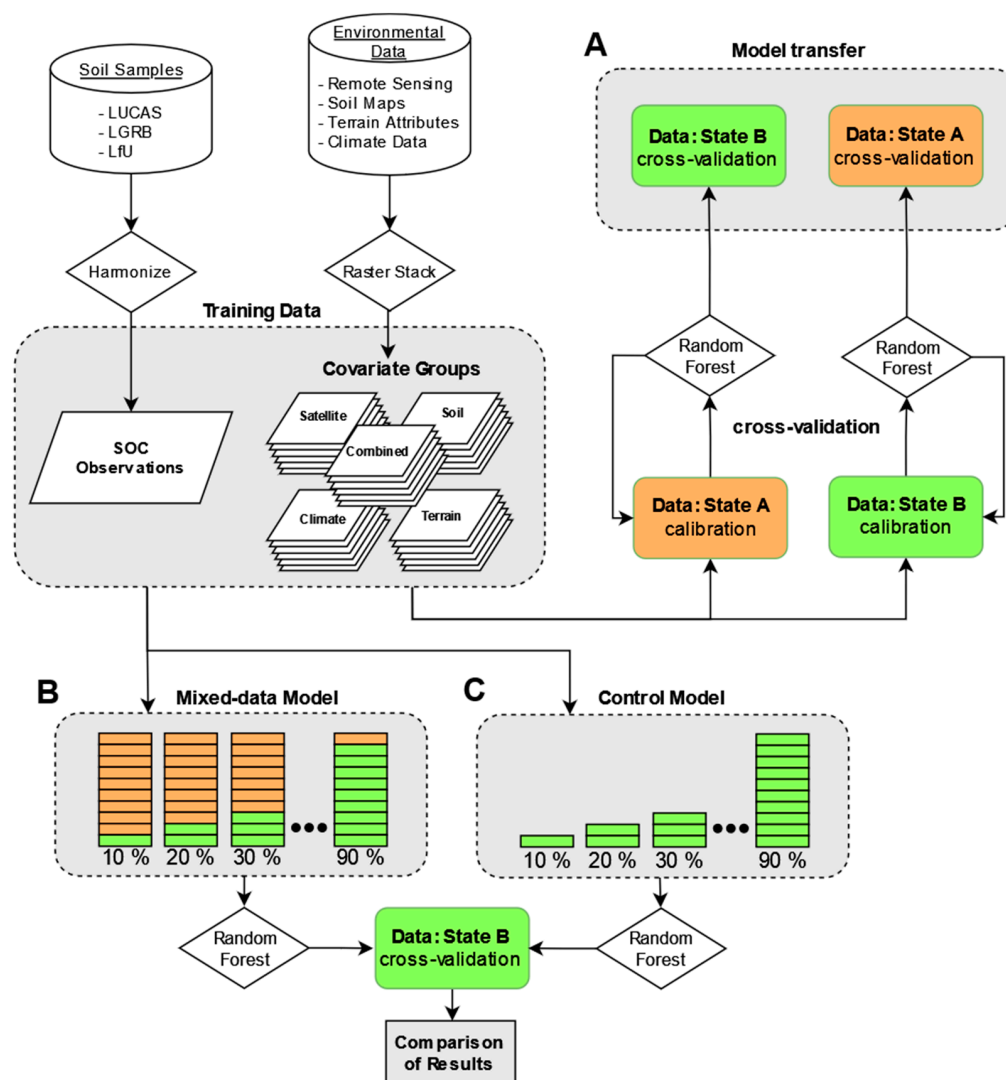 Soil Samples
- LUCAS
- LGRB
- LfU
Environmental
Data
- Remote Sensing
- Soil Maps
- Terrain Attributes
- Climate Data
Harmonize
Raster Stack
Training Data
SOC
Observations
Covariate Groups
Satellite
Soil
Combined
Climate
Terrain
A
Model transfer
Data: State B
cross-validation
Data: State A
cross-validation
Random
Forest
Random
Forest
cross-validation
Data: State A
calibration
Data: State B
calibration
B
Mixed-data Model
10 %
20 %
30 %
90 %
C
Control Model
10 %
20 %
30 %
90 %
Random
Forest
Data: State B
cross-validation
Random
Forest
Comparison
of Results